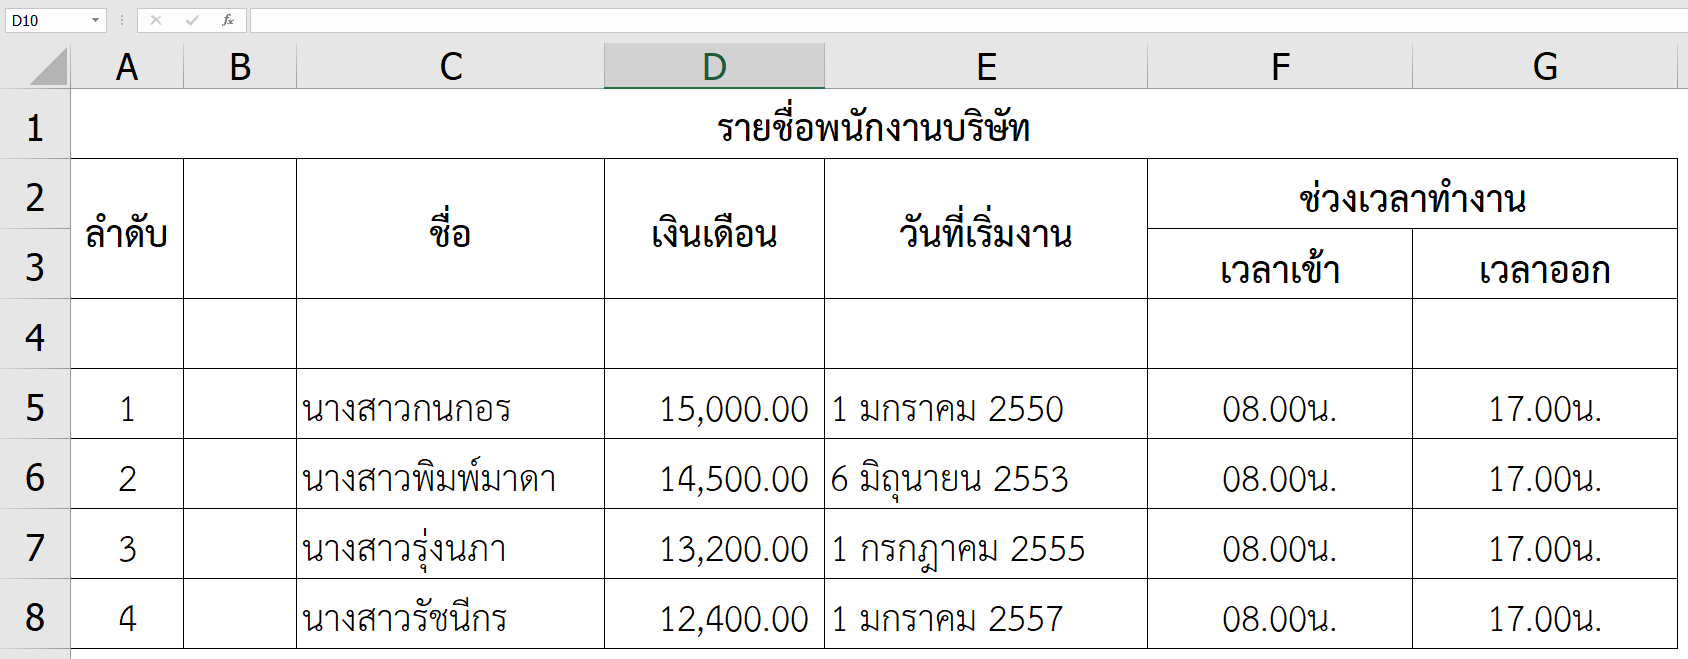 D10 fx
A B C D E F G
1 รายชื่อพนักงานบริษัท
2 ลำดับ ชื่อ เงินเดือน วันที่เริ่มงาน ช่วงเวลาทำงาน
3 เวลาเข้า เวลาออก
4
5 1 นางสาวกนกอร 15,000.00 1 มกราคม 2550 08.00น. 17.00น.
6 2 นางสาวพิมพ์มาดา 14,500.00 6 มิถุนายน 2553 08.00น. 17.00น.
7 3 นางสาวรุ่งนภา 13,200.00 1 กรกฎาคม 2555 08.00น. 17.00น.
8 4 นางสาวรัชนีกร 12,400.00 1 มกราคม 2557 08.00น. 17.00น.